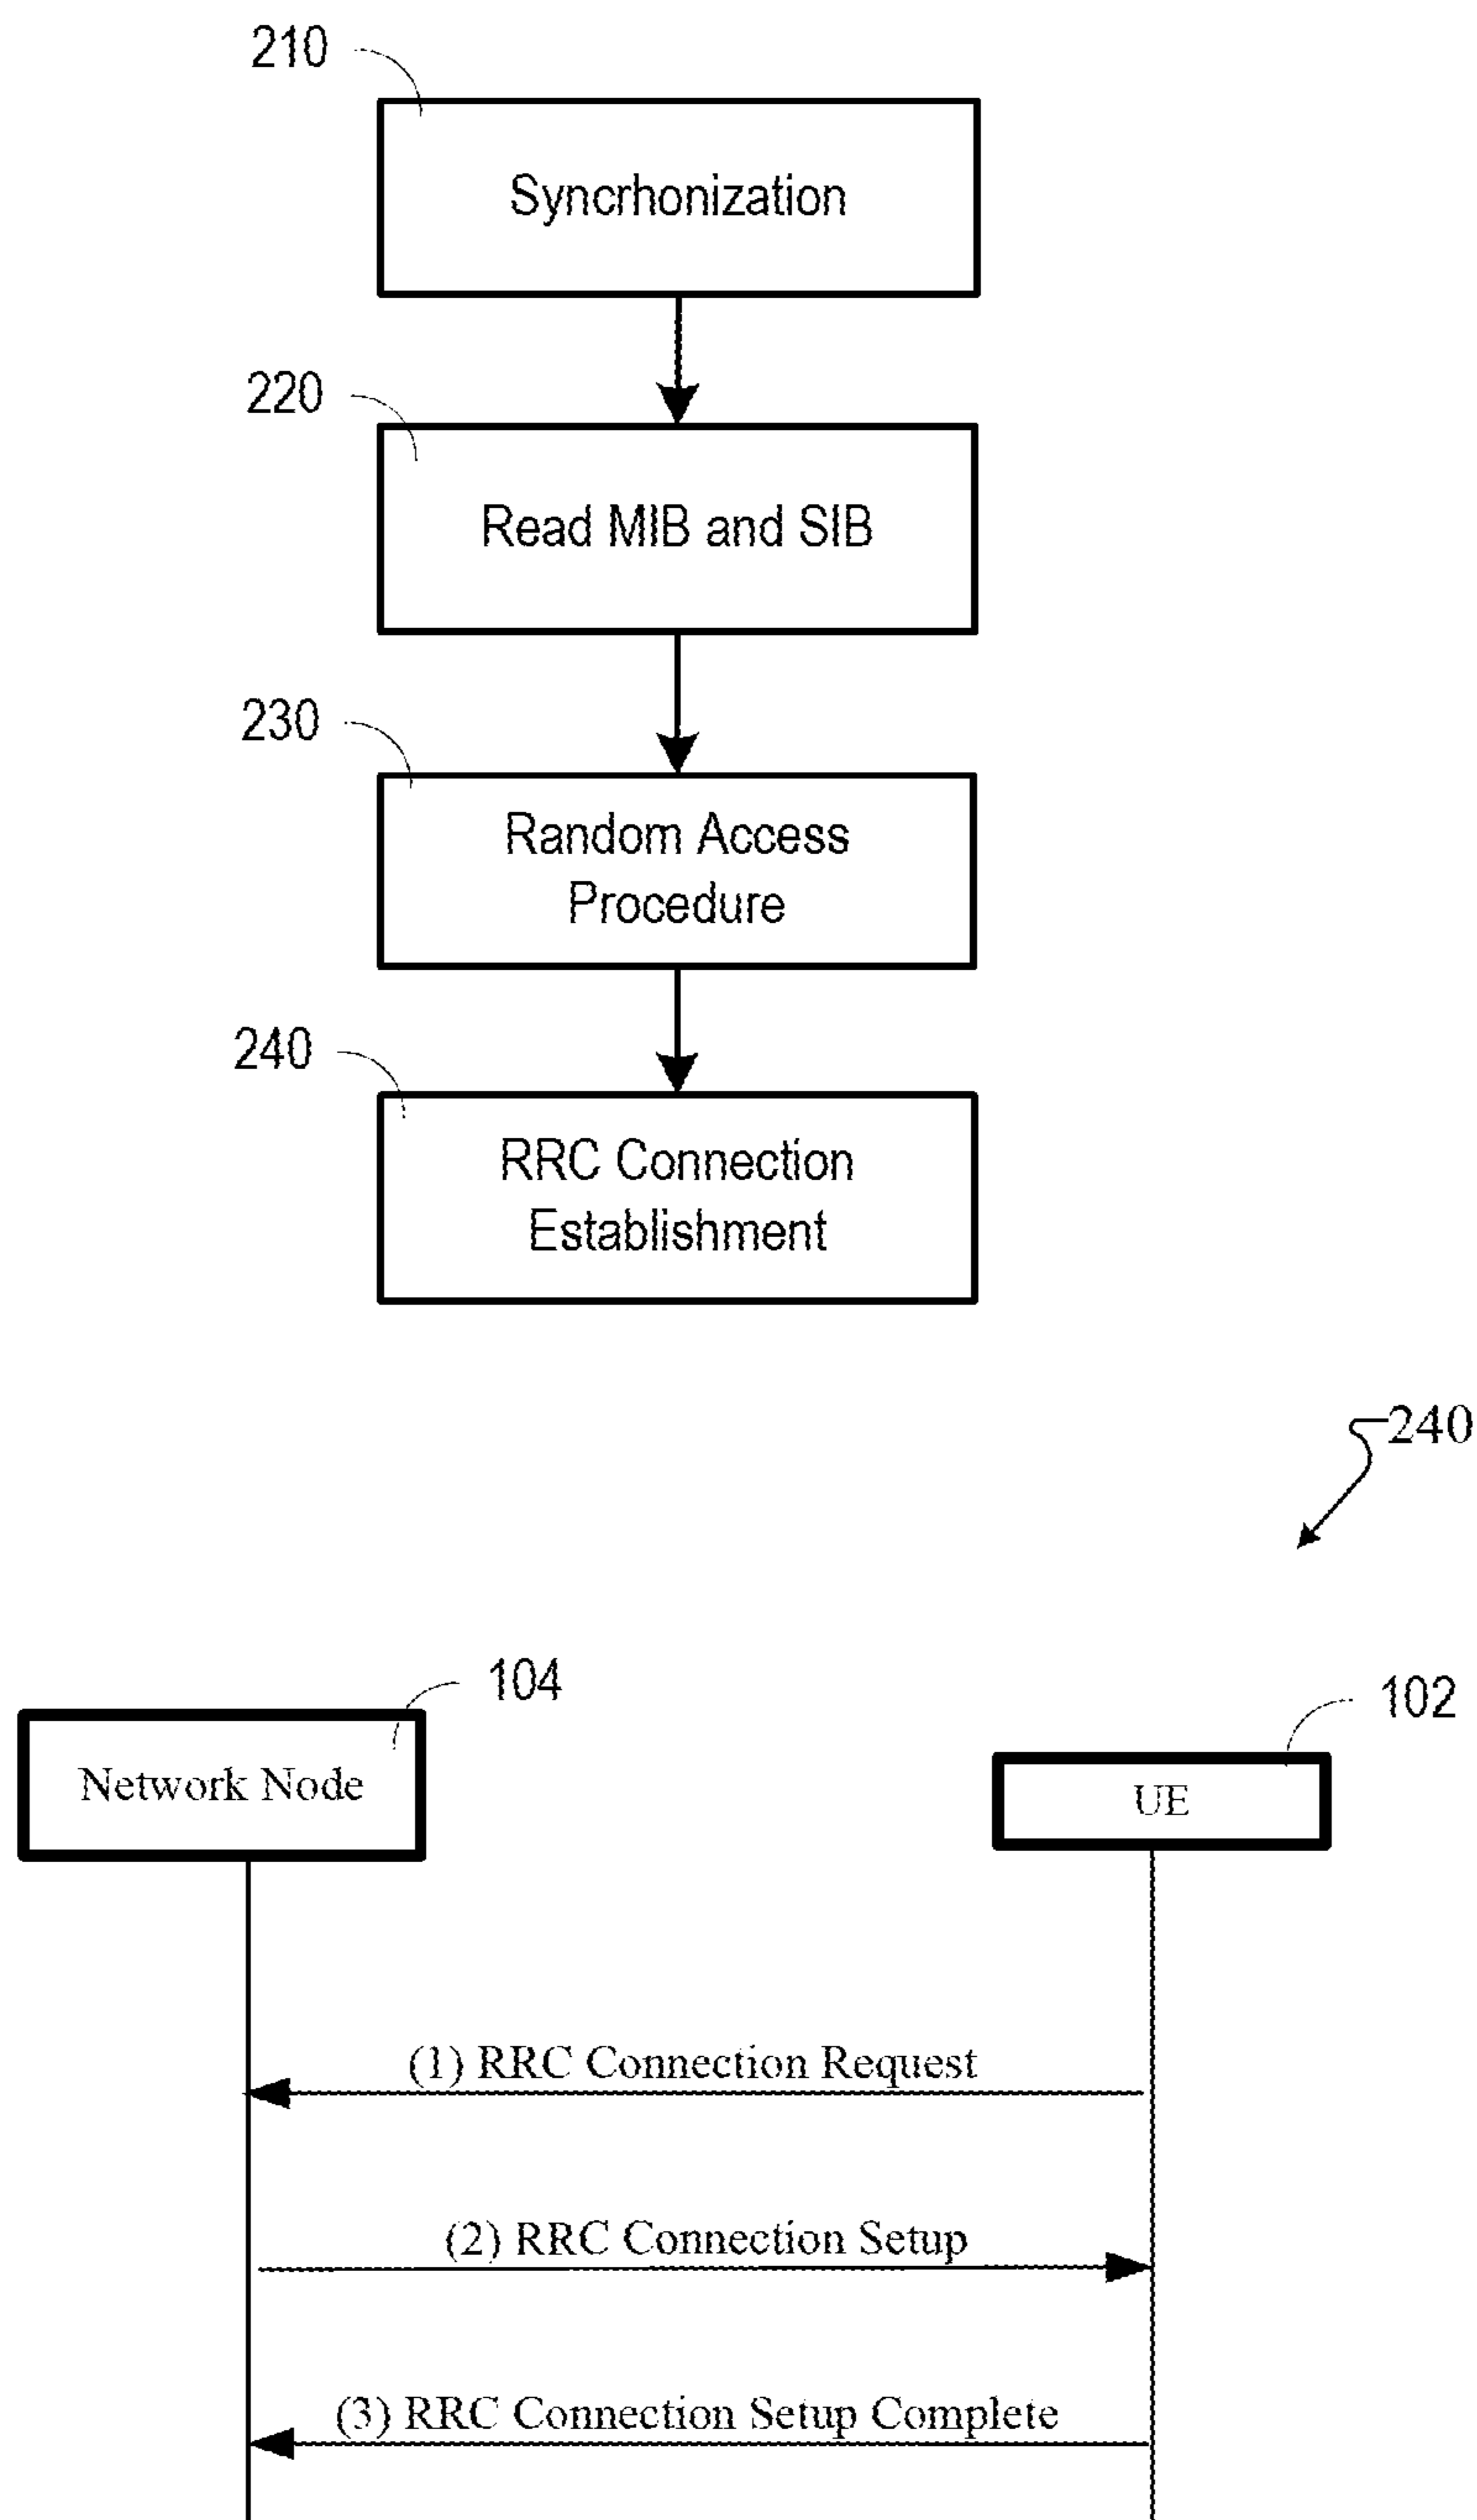 210
Syncrhonization
220
Read MIB and SIB
230
Random Access
Procedure
240
RRC Connection
Establishment
240
104
Network Node
102
UE
(1) RRC Connection Request
(2) RRC Connection Setup
(3) RRC Connection Setup Complete